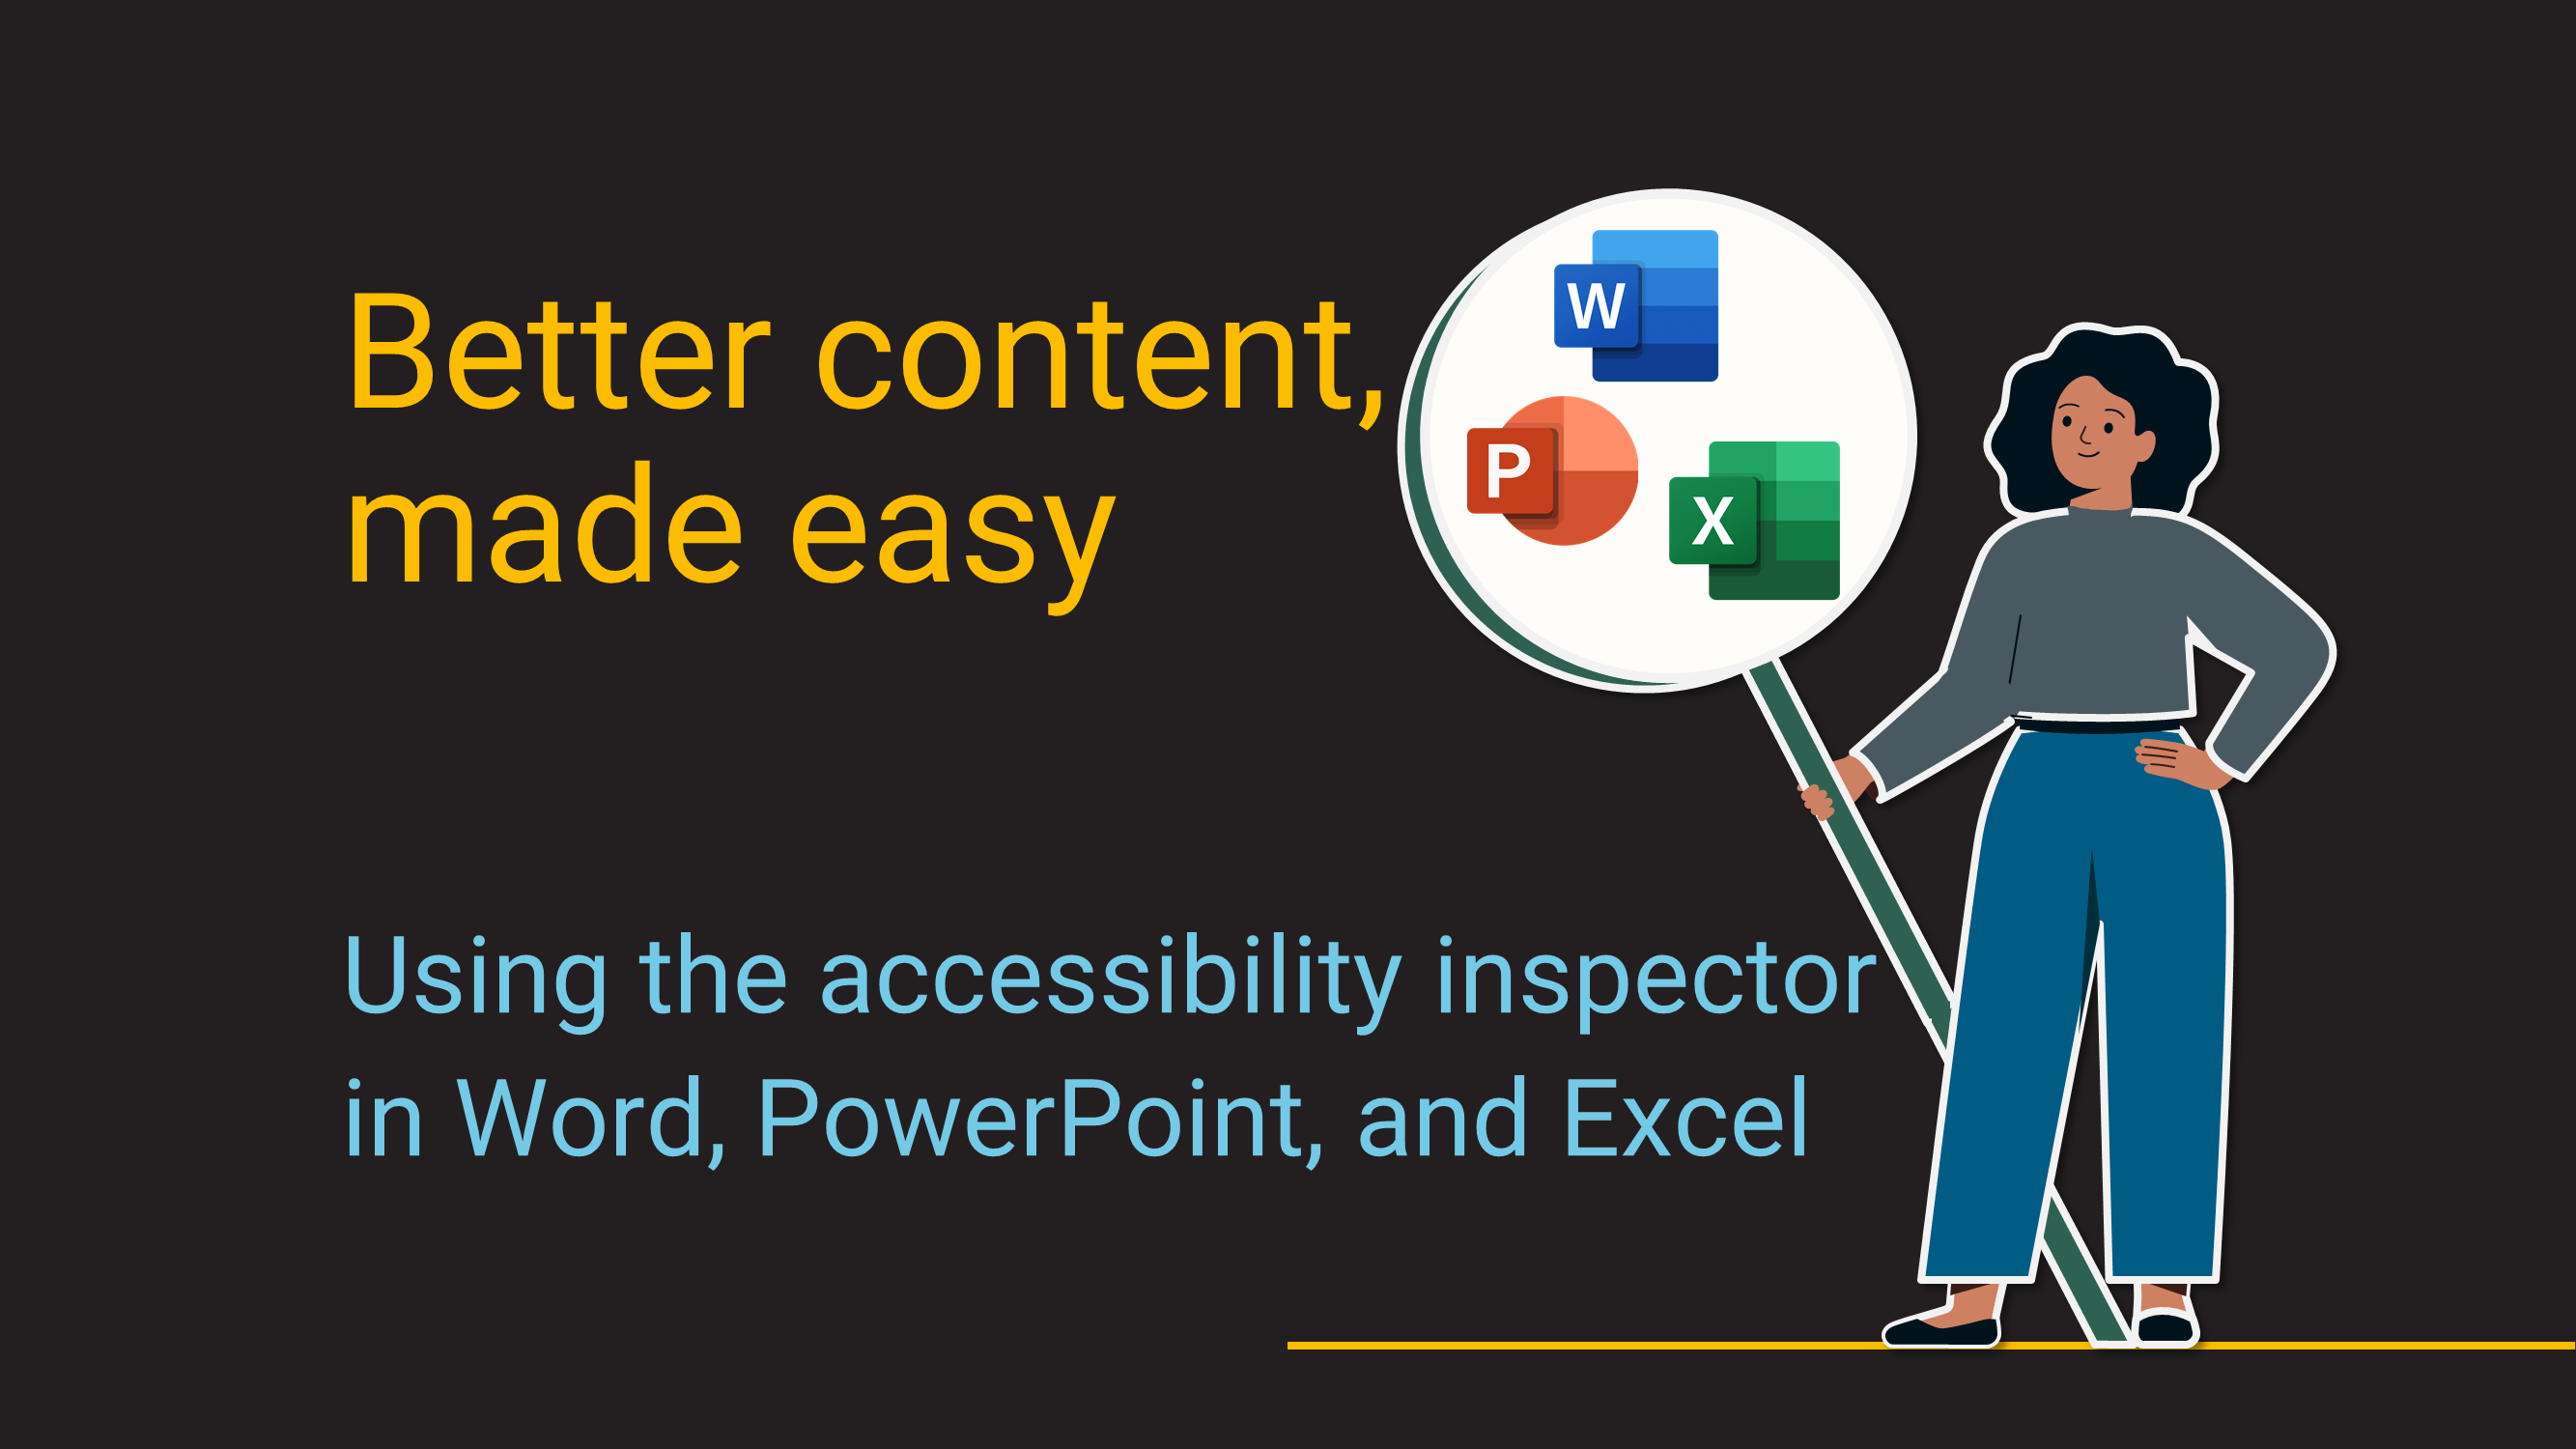 Better content,
made easy
W
P
X
Using the accessibility inspector
in Word, PowerPoint, and Excel